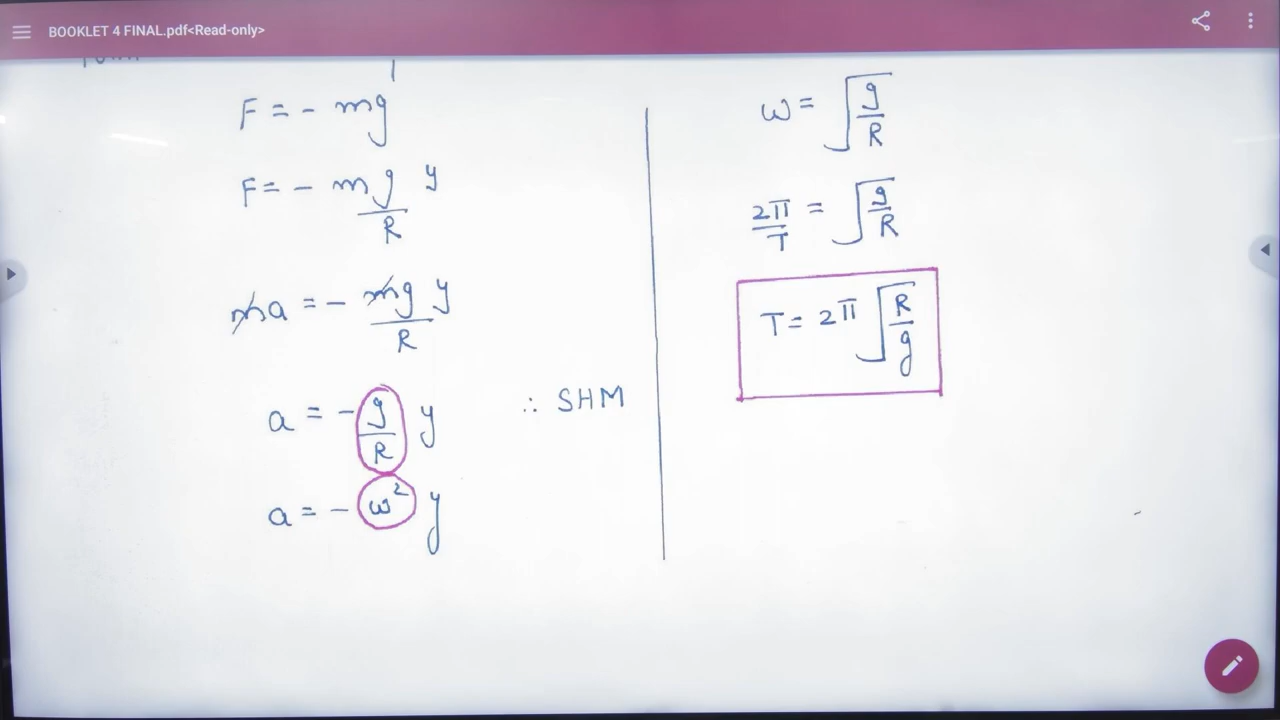 BOOKLET 4 FINAL.pdf<Read-only>
F = - mg'
F = - mg/R y
ma = - mg/R y
a = - g/R y
∴ SHM
a = - ω² y
ω = √(g/R)
2π/T = √(g/R)
T = 2π √(R/g)